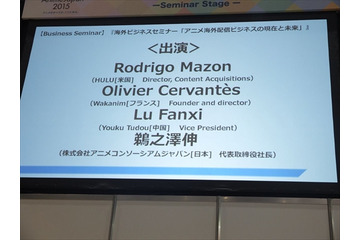 2015
—Seminar Stage—
[Business Seminar]『海外ビジネスセミナー「アニメ海外配信ビジネスの現在と未来」』
＜出演＞
Rodrigo Mazon
(HULU[米国] Director, Content Acquisitions)
Olivier Cervantès
(Wakanim[フランス] Founder and director)
Lu Fanxi
(Youku Tudou[中国] Vice President)
鵜之澤伸
(株式会社アニメコンソーシアムジャパン[日本] 代表取締役社長)